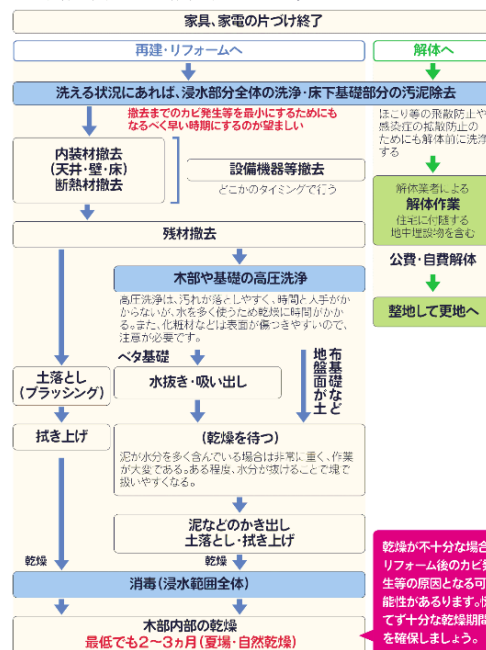 家具、家電の片づけ終了
再建・リフォームへ
解体へ
洗える状況にあれば、浸水部分全体の洗浄・床下基礎部分の汚泥除去
撤去までのカビ発生等を最小にするためにも
なるべく早い時期にするのが望ましい
ほこり等の飛散防止や
感染症の拡散防止の
ためにも解体前に洗浄
する
内装材撤去
(天井・壁・床)
断熱材撤去
設備機器等撤去
どこかのタイミングで行う
解体業者による
解体作業
住宅に付随する
地中埋設物を含む
残材撤去
公費・自費解体
木部や基礎の高圧洗浄
整地して更地へ
高圧洗浄は、汚れが落としやすく、時間と人手がか
からないが、水を多く使うため乾燥に時間がかか
る。また、化粧材などは表面が傷つきやすいので、
注意が必要です。
ベタ基礎
布基礎など
地盤面が土
土落とし
(ブラッシング)
水抜き・吸い出し
拭き上げ
(乾燥を待つ)
泥が水分を多く含んでいる場合は非常に重く、作業
が大変である。ある程度、水分が抜けることで塊で
扱いやすくなる。
泥などのかき出し
土落とし・拭き上げ
乾燥
乾燥
消毒(浸水範囲全体)
木部内部の乾燥
最低でも2~3ヵ月(夏場・自然乾燥)
乾燥が不十分な場合
リフォーム後のカビ発
生等の原因となる可
能性があるります。慌
てず十分な乾燥期間
を確保しましょう。